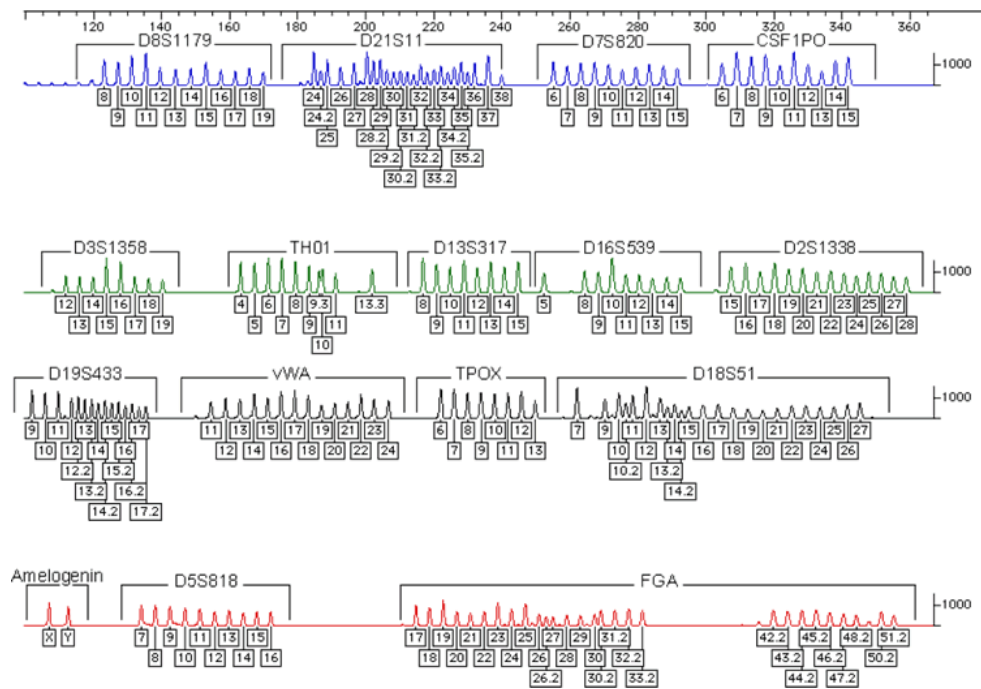 120 140 160 180 200 220 240 260 280 300 320 340 360
D8S1179 D21S11 D7S820 CSF1PO
1000
8 10 12 14 16 18 24 26 28 30 32 34 36 38 6 8 10 12 14 6 8 10 12 14
9 11 13 15 17 19 24.2 27 29 31 33 35 37 7 9 11 13 15 7 9 11 13 15
25 28.2 31.2 34.2
29.2 32.2 35.2
30.2 33.2
D3S1358 TH01 D13S317 D16S539 D2S1338
1000
12 14 16 18 4 6 8 9.3 13.3 8 10 12 14 5 8 10 12 14 15 17 19 21 23 25 27
13 15 17 19 5 7 9 11 9 11 13 15 9 11 13 15 16 18 20 22 24 26 28
10
D19S433 vWA TPOX D18S51
1000
9 11 13 15 17 11 13 15 17 19 21 23 6 8 10 12 7 9 11 13 15 17 19 21 23 25 27
10 12 14 16 12 14 16 18 20 22 24 7 9 11 13 10 12 14 16 18 20 22 24 26
12.2 15.2 10.2 13.2
13.2 16.2 14.2
14.2 17.2
Amelogenin D5S818 FGA
1000
X Y 7 9 11 13 15 17 19 21 23 25 27 29 31.2 42.2 45.2 48.2 51.2
8 10 12 14 16 18 20 22 24 26 28 30 32.2 43.2 46.2 50.2
26.2 30.2 33.2 44.2 47.2